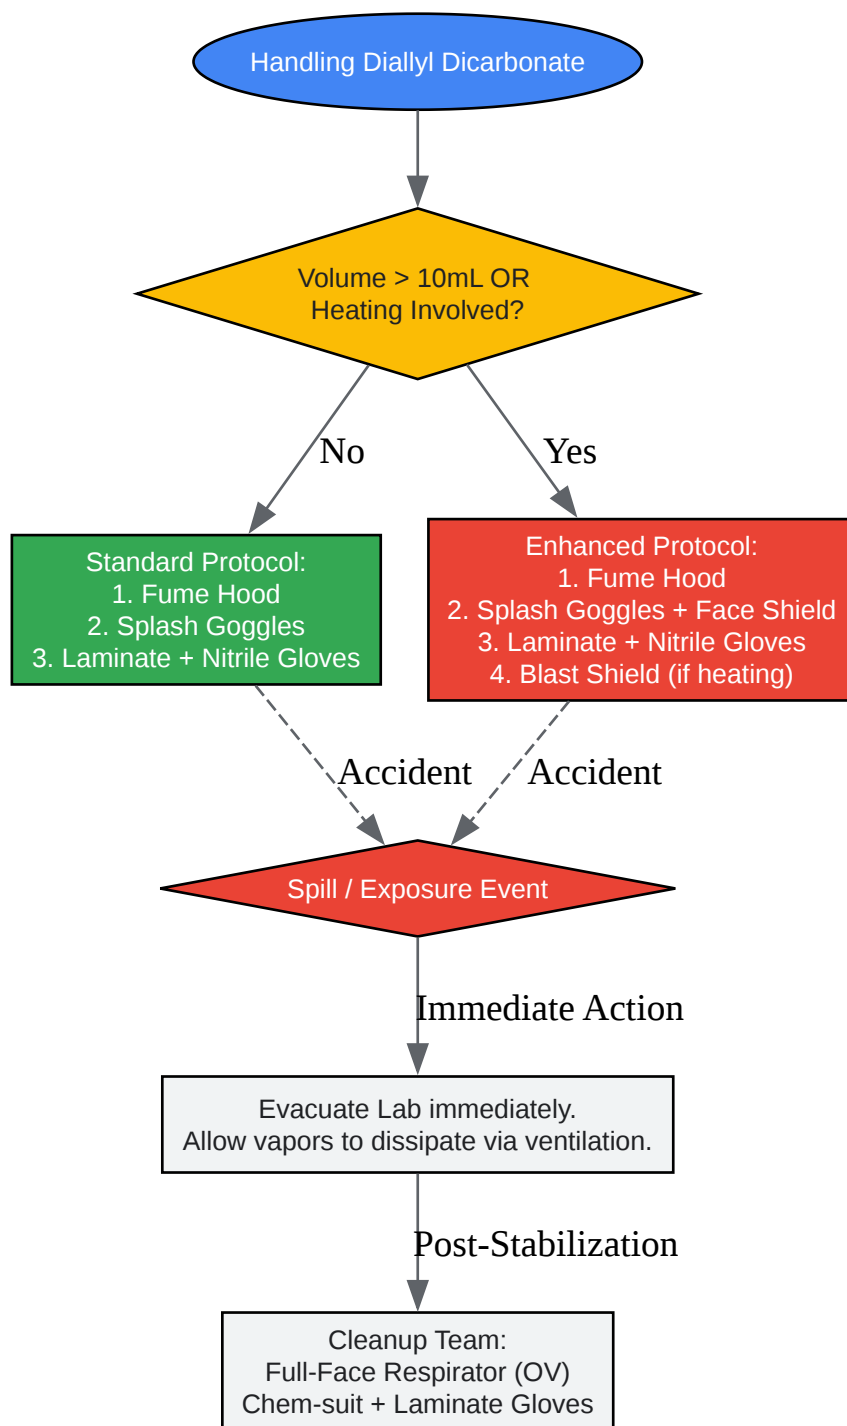 Handling Diallyl Dicarbonate
Volume > 10mL OR
Heating Involved?
No
Yes
Standard Protocol:
1. Fume Hood
2. Splash Goggles
3. Laminate + Nitrile Gloves
Enhanced Protocol:
1. Fume Hood
2. Splash Goggles + Face Shield
3. Laminate + Nitrile Gloves
4. Blast Shield (if heating)
Accident
Accident
Spill / Exposure Event
Immediate Action
Evacuate Lab immediately.
Allow vapors to dissipate via ventilation.
Post-Stabilization
Cleanup Team:
Full-Face Respirator (OV)
Chem-suit + Laminate Gloves